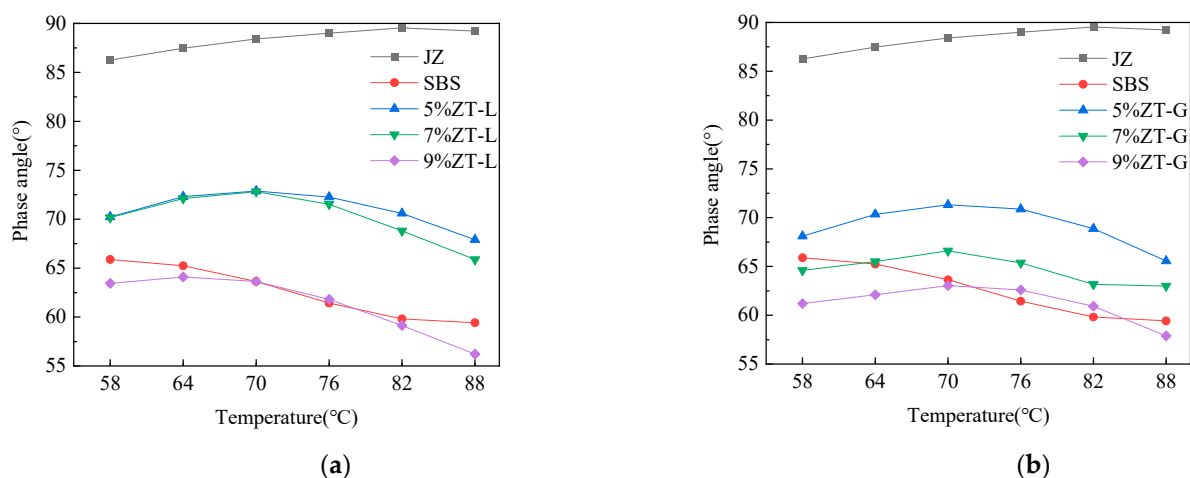 90
85
80
75
70
65
60
55
Phase angle(°)
JZ
SBS
5%ZT-L
7%ZT-L
9%ZT-L
58 64 70 76 82 88
Temperature(℃)
(a)
90
85
80
75
70
65
60
55
Phase angle(°)
JZ
SBS
5%ZT-G
7%ZT-G
9%ZT-G
58 64 70 76 82 88
Temperature(℃)
(b)